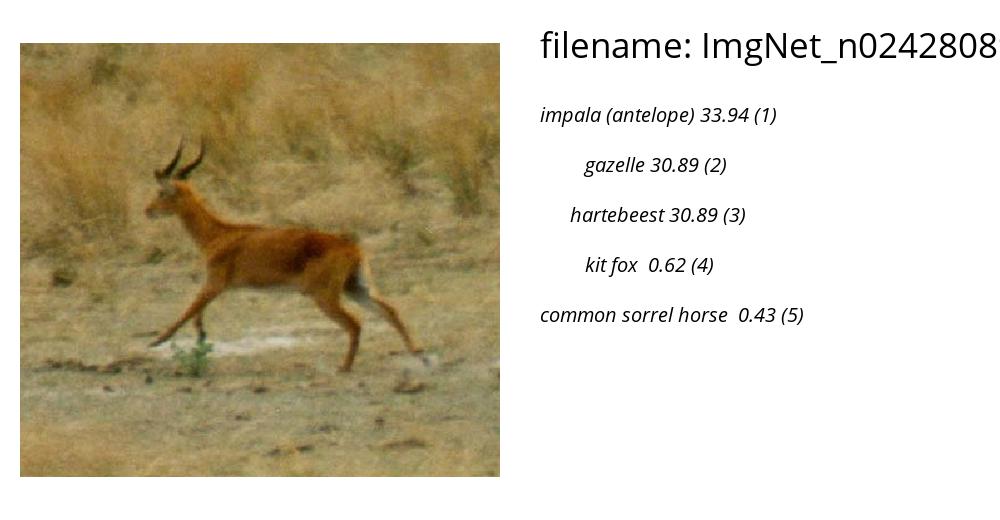 filename: ImgNet_n0242808
impala (antelope) 33.94 (1)
gazelle 30.89 (2)
hartebeest 30.89 (3)
kit fox 0.62 (4)
common sorrel horse 0.43 (5)